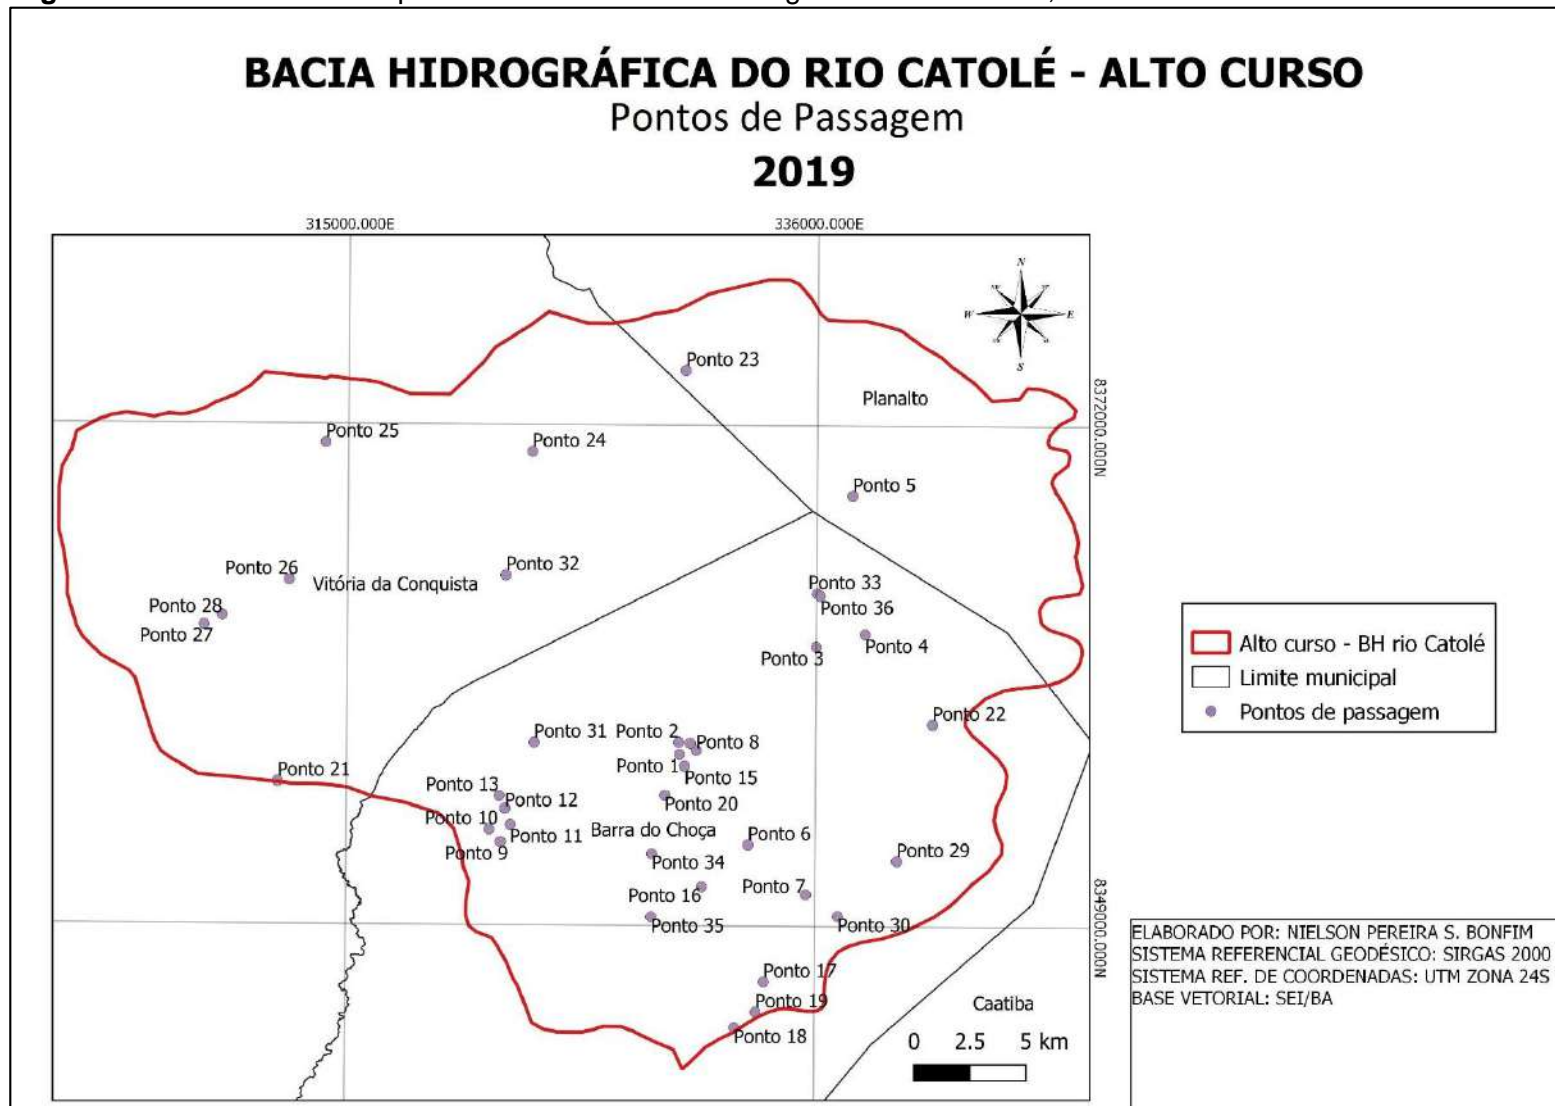 BACIA HIDROGRÁFICA DO RIO CATOLÉ - ALTO CURSO
Pontos de Passagem
2019
315000.000E
336000.000E
N
W
E
S
Ponto 23
Planalto
8372000.000N
Ponto 25
Ponto 24
Ponto 5
Ponto 26
Vitória da Conquista
Ponto 32
Ponto 33
Ponto 28
Ponto 36
Ponto 27
Ponto 4
Ponto 3
Alto curso - BH rio Catolé
Limite municipal
Pontos de passagem
Ponto 22
Ponto 31
Ponto 2
Ponto 8
Ponto 1
Ponto 15
Ponto 21
Ponto 13
Ponto 12
Ponto 20
Ponto 10
Ponto 11
Barra do Choça
Ponto 6
Ponto 9
Ponto 34
Ponto 29
Ponto 16
Ponto 7
Ponto 35
Ponto 30
8349000.000N
Ponto 17
Ponto 19
Ponto 18
Caatiba
0 2.5 5 km
ELABORADO POR: NIELSON PEREIRA S. BONFIM
SISTEMA REFERENCIAL GEODÉSICO: SIRGAS 2000
SISTEMA REF. DE COORDENADAS: UTM ZONA 24S
BASE VETORIAL: SEI/BA